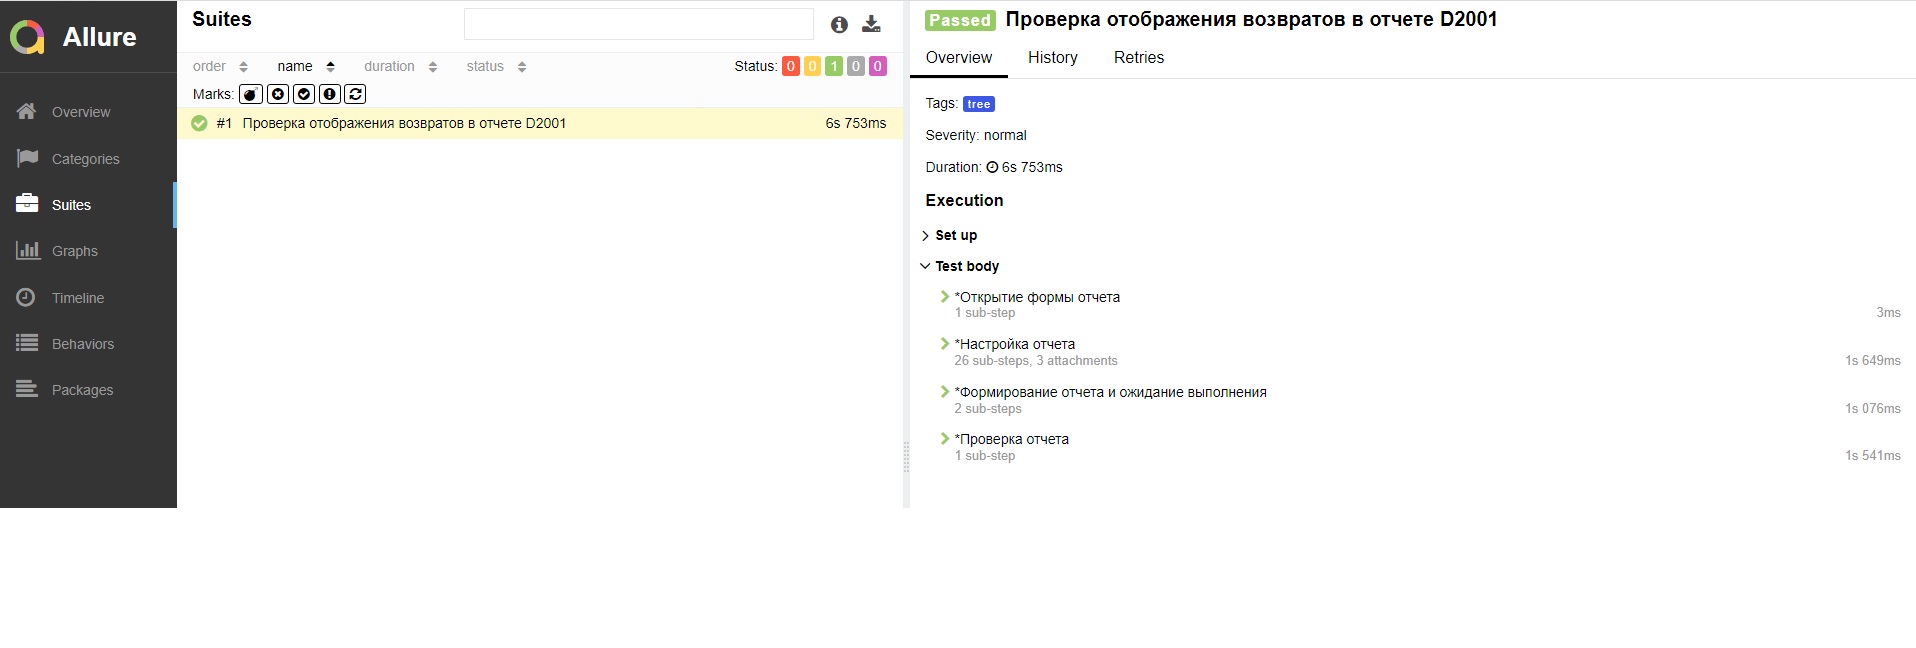 Allure
Overview
Categories
Suites
Graphs
Timeline
Behaviors
Packages
Suites
order name duration status Status: 0 0 1 0 0
Marks:
#1 Проверка отображения возвратов в отчете D2001 6s 753ms
Passed Проверка отображения возвратов в отчете D2001
Overview History Retries
Tags: tree
Severity: normal
Duration: 6s 753ms
Execution
Set up
Test body
*Открытие формы отчета
1 sub-step 3ms
*Настройка отчета
26 sub-steps, 3 attachments 1s 649ms
*Формирование отчета и ожидание выполнения
2 sub-steps 1s 076ms
*Проверка отчета
1 sub-step 1s 541ms